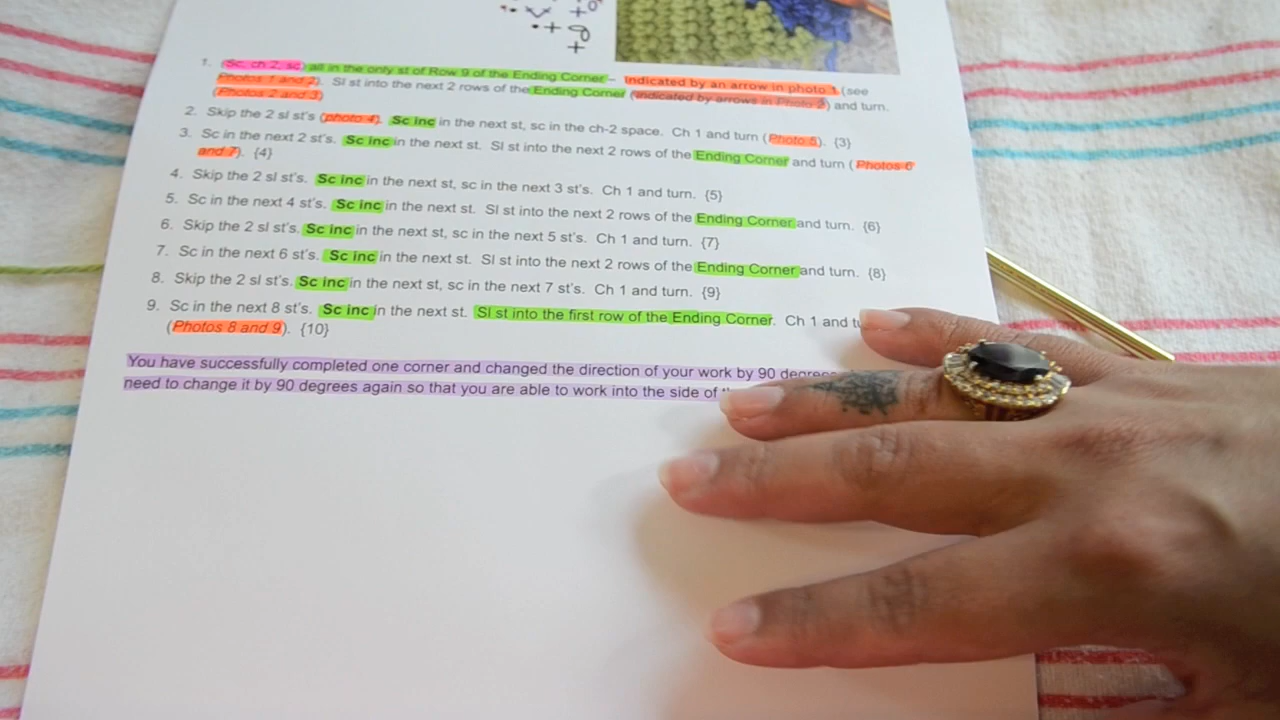 1. (Sc, ch 2, sc) all in the only st of Row 9 of the Ending Corner – Indicated by an arrow in photo 1 (see
Photos 1 and 2). Sl st into the next 2 rows of the Ending Corner (indicated by arrows in Photo 2) and turn.
(Photos 2 and 3)
2. Skip the 2 sl st's (photo 4). Sc inc in the next st, sc in the ch-2 space. Ch 1 and turn (Photo 5). {3}
3. Sc in the next 2 st's. Sc inc in the next st. Sl st into the next 2 rows of the Ending Corner and turn (Photos 6
and 7). {4}
4. Skip the 2 sl st's. Sc inc in the next st, sc in the next 3 st's. Ch 1 and turn. {5}
5. Sc in the next 4 st's. Sc inc in the next st. Sl st into the next 2 rows of the Ending Corner and turn. {6}
6. Skip the 2 sl st's. Sc inc in the next st, sc in the next 5 st's. Ch 1 and turn. {7}
7. Sc in the next 6 st's. Sc inc in the next st. Sl st into the next 2 rows of the Ending Corner and turn. {8}
8. Skip the 2 sl st's. Sc inc in the next st, sc in the next 7 st's. Ch 1 and turn. {9}
9. Sc in the next 8 st's. Sc inc in the next st. Sl st into the first row of the Ending Corner. Ch 1 and
(Photos 8 and 9). {10}
You have successfully completed one corner and changed the direction of your work by 90 degrees
need to change it by 90 degrees again so that you are able to work into the side of